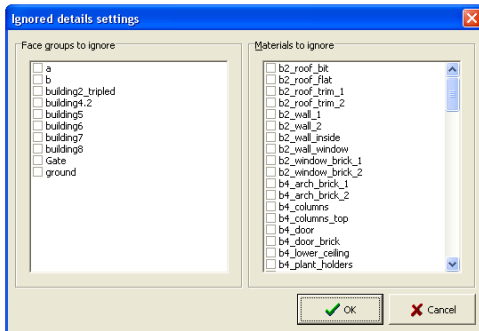 Ignored details settings
Face groups to ignore
a
b
building2_tripled
building4.2
building5
building6
building7
building8
Gate
ground
Materials to ignore
b2_roof_bit
b2_roof_flat
b2_roof_trim_1
b2_roof_trim_2
b2_wall_1
b2_wall_2
b2_wall_inside
b2_wall_window
b2_window_brick_1
b2_window_brick_2
b4_arch_brick_1
b4_arch_brick_2
b4_columns
b4_columns_top
b4_door
b4_door_brick
b4_lower_ceiling
b4_plant_holders
OK
Cancel